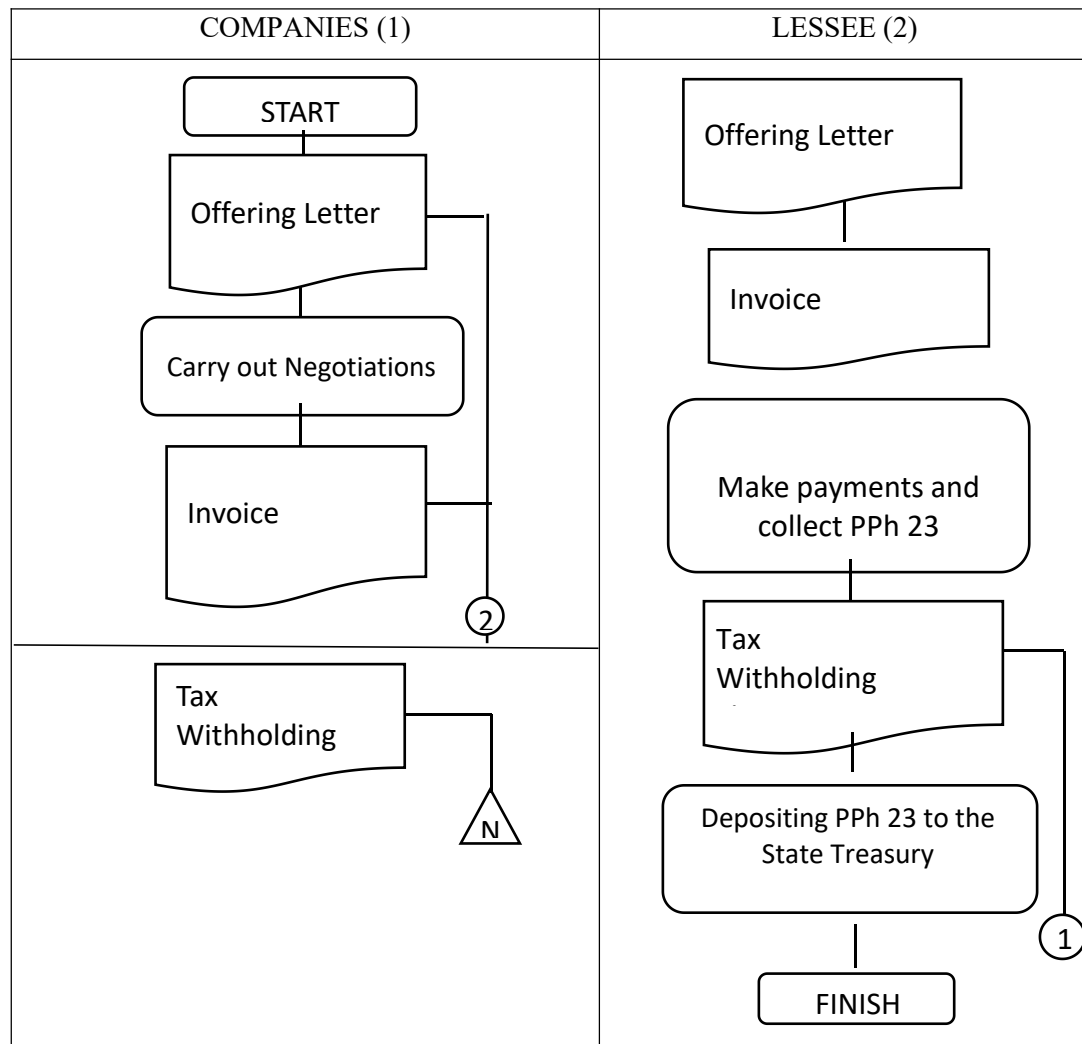 COMPANIES (1)
LESSEE (2)
START
Offering Letter
Carry out Negotiations
Invoice
2
Tax
Withholding
N
Offering Letter
Invoice
Make payments and
collect PPh 23
Tax
Withholding
Depositing PPh 23 to the
State Treasury
1
FINISH